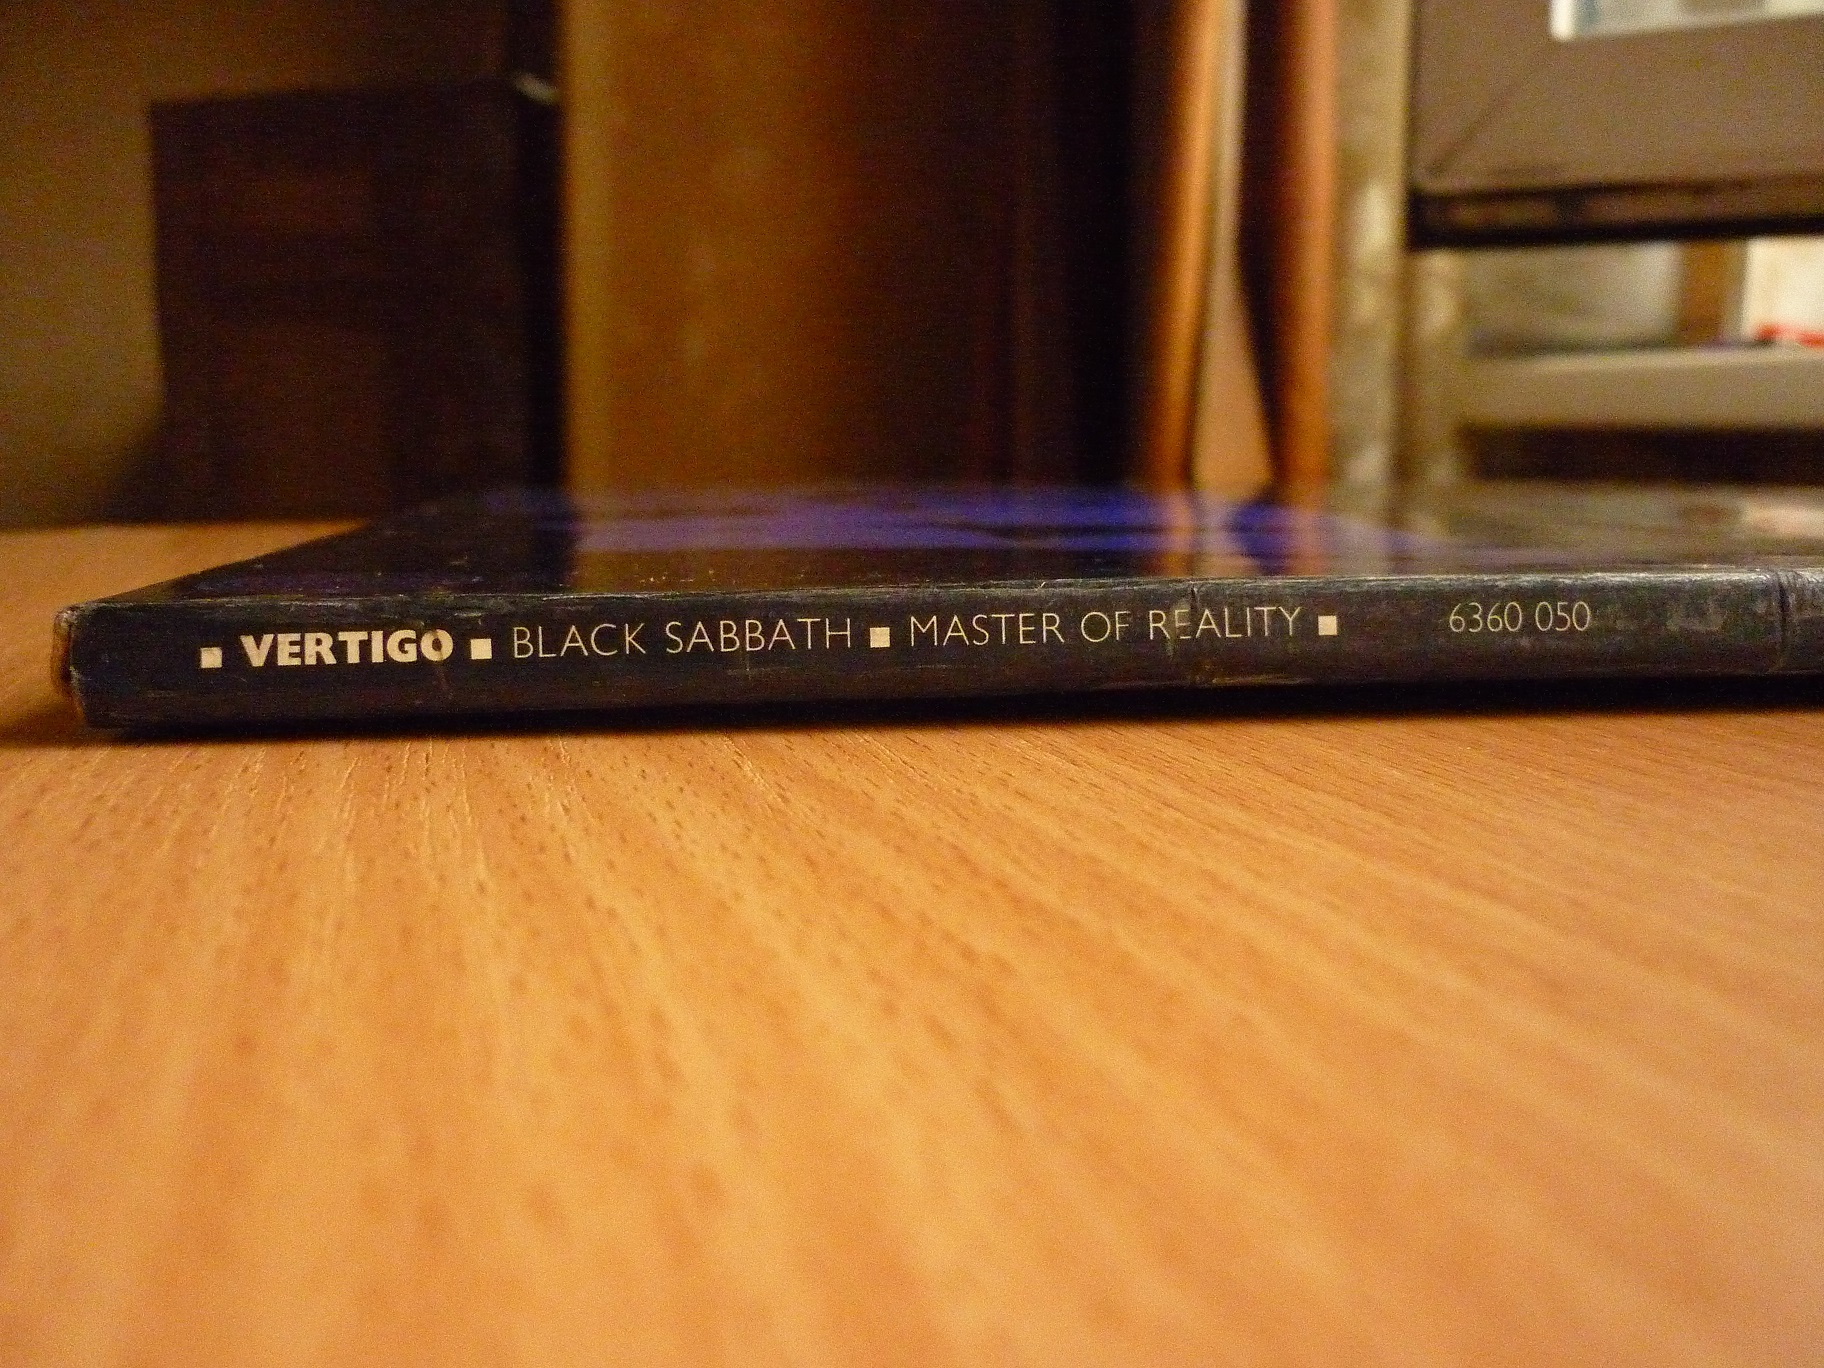 ▪ VERTIGO ▪ BLACK SABBATH ▪ MASTER OF REALITY ▪ 6360 050